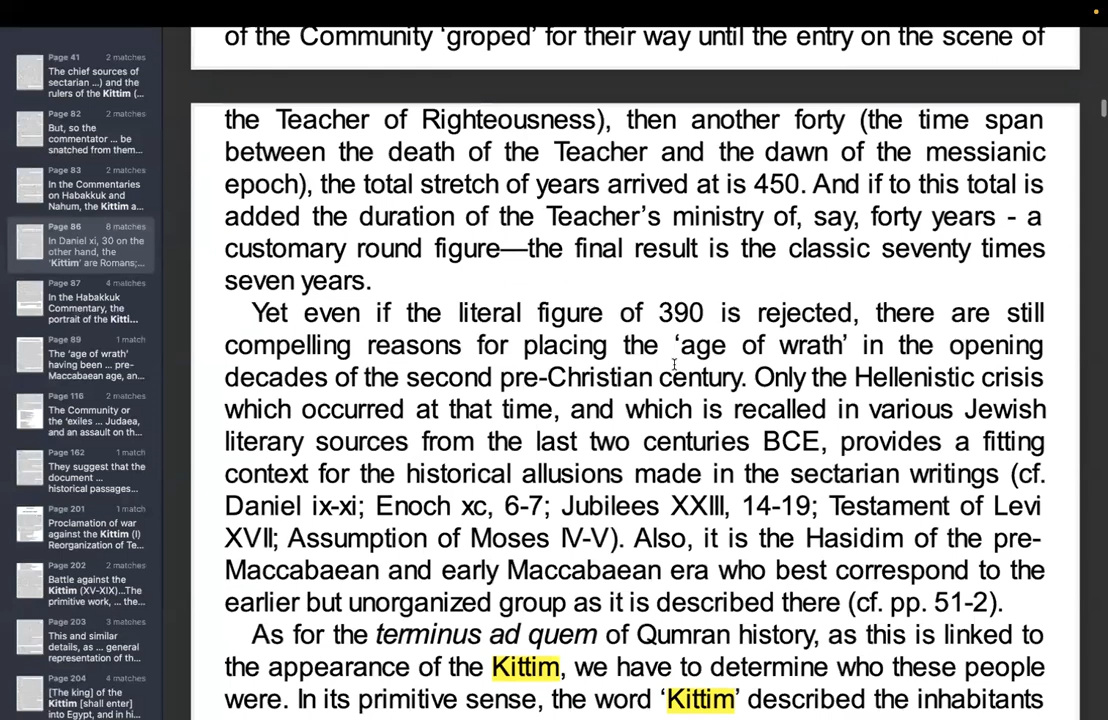 Page 41 2 matches
The chief sources of
sectarian ...) and the
rulers of the Kittim (...
Page 82 2 matches
But, so the
commentator ... be
snatched from them...
Page 83 2 matches
In the Commentaries
on Habakkuk and
Nahum, the Kittim a...
Page 86 8 matches
In Daniel xi, 30 on the
other hand, the
‘Kittim’ are Romans;...
Page 87 4 matches
In the Habakkuk
Commentary, the
portrait of the Kitti...
Page 89 1 match
The ‘age of wrath’
having been ... pre-
Maccabaean age, an...
Page 116 2 matches
The Community or
the ‘exiles ... Judaea,
and an assault on th...
Page 162 1 match
They suggest that the
document ...
historical passages...
Page 201 1 match
Proclamation of war
against the Kittim (I)
Reorganization of Te...
Page 202 2 matches
Battle against the
Kittim (XV-XIX)...The
primitive work, ... the...
Page 203 3 matches
This and similar
details, as ... general
representation of th...
Page 204 4 matches
[The king] of the
Kittim [shall enter]
into Egypt, and in hi...
of the Community ‘groped’ for their way until the entry on the scene of
the Teacher of Righteousness), then another forty (the time span
between the death of the Teacher and the dawn of the messianic
epoch), the total stretch of years arrived at is 450. And if to this total is
added the duration of the Teacher’s ministry of, say, forty years - a
customary round figure—the final result is the classic seventy times
seven years.
Yet even if the literal figure of 390 is rejected, there are still
compelling reasons for placing the ‘age of wrath’ in the opening
decades of the second pre-Christian century. Only the Hellenistic crisis
which occurred at that time, and which is recalled in various Jewish
literary sources from the last two centuries BCE, provides a fitting
context for the historical allusions made in the sectarian writings (cf.
Daniel ix-xi; Enoch xc, 6-7; Jubilees XXIII, 14-19; Testament of Levi
XVII; Assumption of Moses IV-V). Also, it is the Hasidim of the pre-
Maccabaean and early Maccabaean era who best correspond to the
earlier but unorganized group as it is described there (cf. pp. 51-2).
As for the terminus ad quem of Qumran history, as this is linked to
the appearance of the Kittim, we have to determine who these people
were. In its primitive sense, the word ‘Kittim’ described the inhabitants